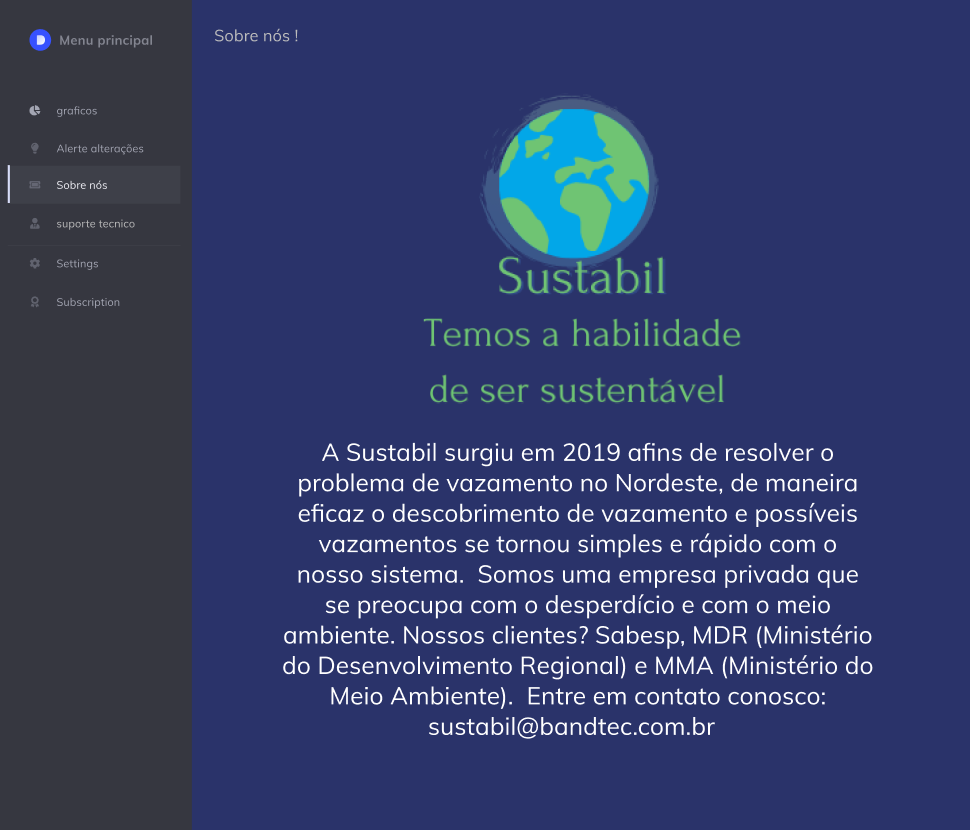 Menu principal
graficos
Alerte alterações
Sobre nós
suporte tecnico
Settings
Subscription
Sobre nós !
Sustabil
Temos a habilidade
de ser sustentável
A Sustabil surgiu em 2019 afins de resolver o
problema de vazamento no Nordeste, de maneira
eficaz o descobrimento de vazamento e possíveis
vazamentos se tornou simples e rápido com o
nosso sistema.  Somos uma empresa privada que
se preocupa com o desperdício e com o meio
ambiente. Nossos clientes? Sabesp, MDR (Ministério
do Desenvolvimento Regional) e MMA (Ministério do
Meio Ambiente).  Entre em contato conosco:
sustabil@bandtec.com.br